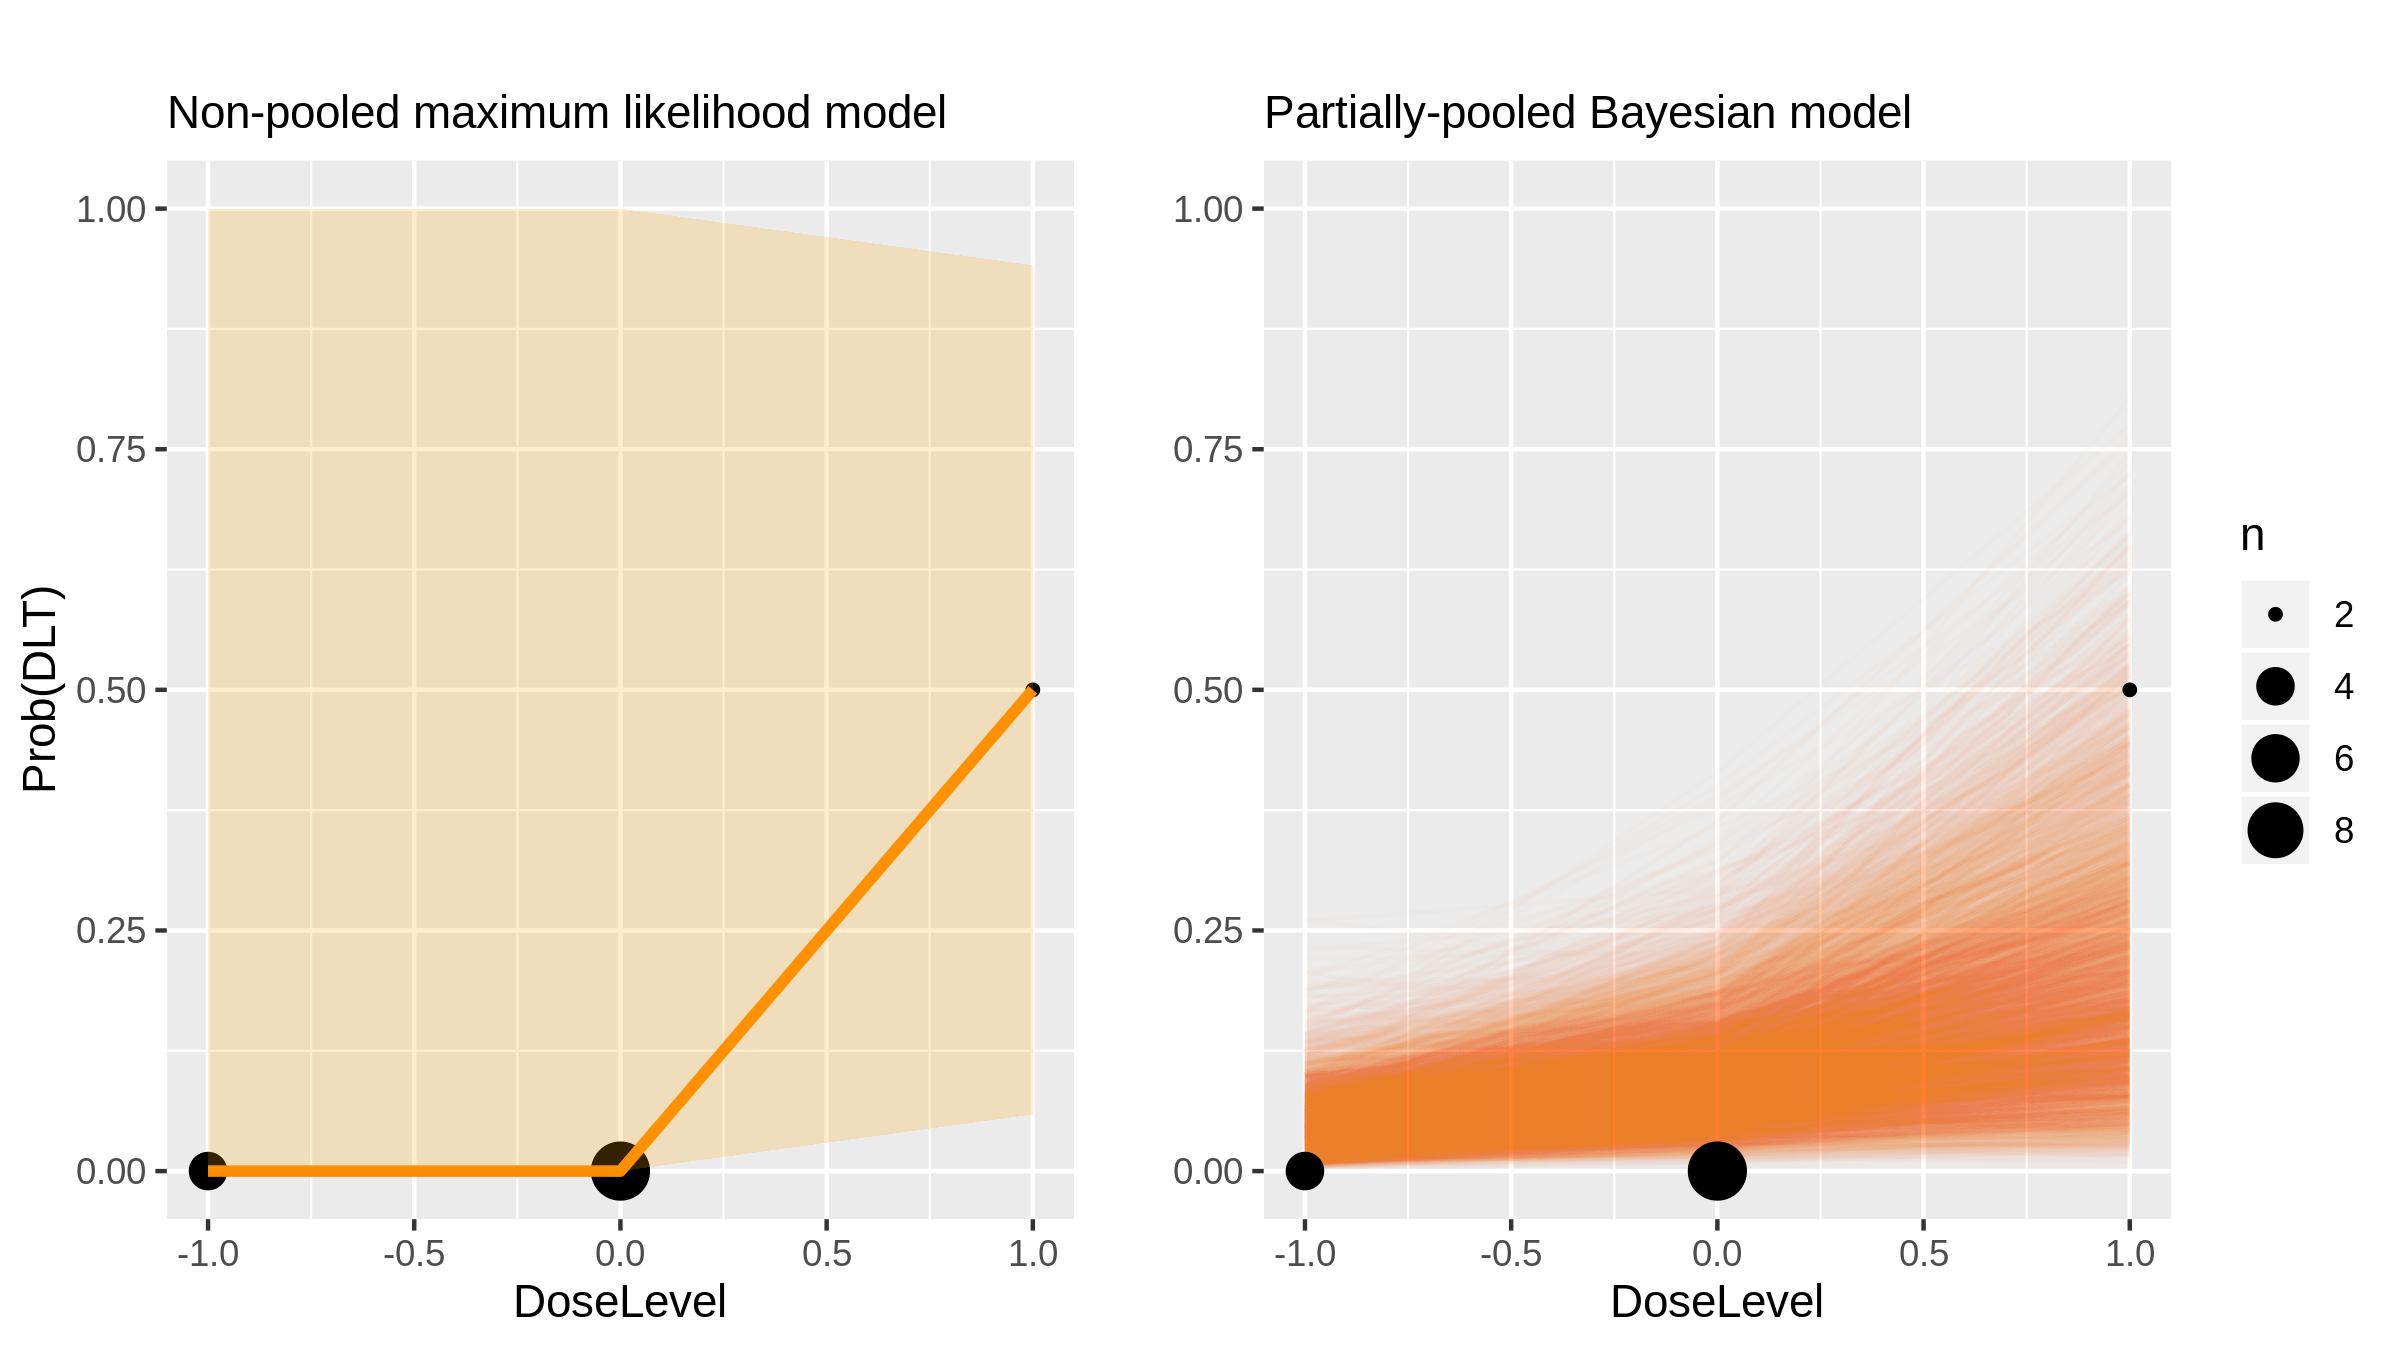 Non-pooled maximum likelihood model
Prob(DLT)
1.00
0.75
0.50
0.25
0.00
-1.0 -0.5 0.0 0.5 1.0
DoseLevel
Partially-pooled Bayesian model
1.00
0.75
0.50
0.25
0.00
-1.0 -0.5 0.0 0.5 1.0
DoseLevel
n
2
4
6
8